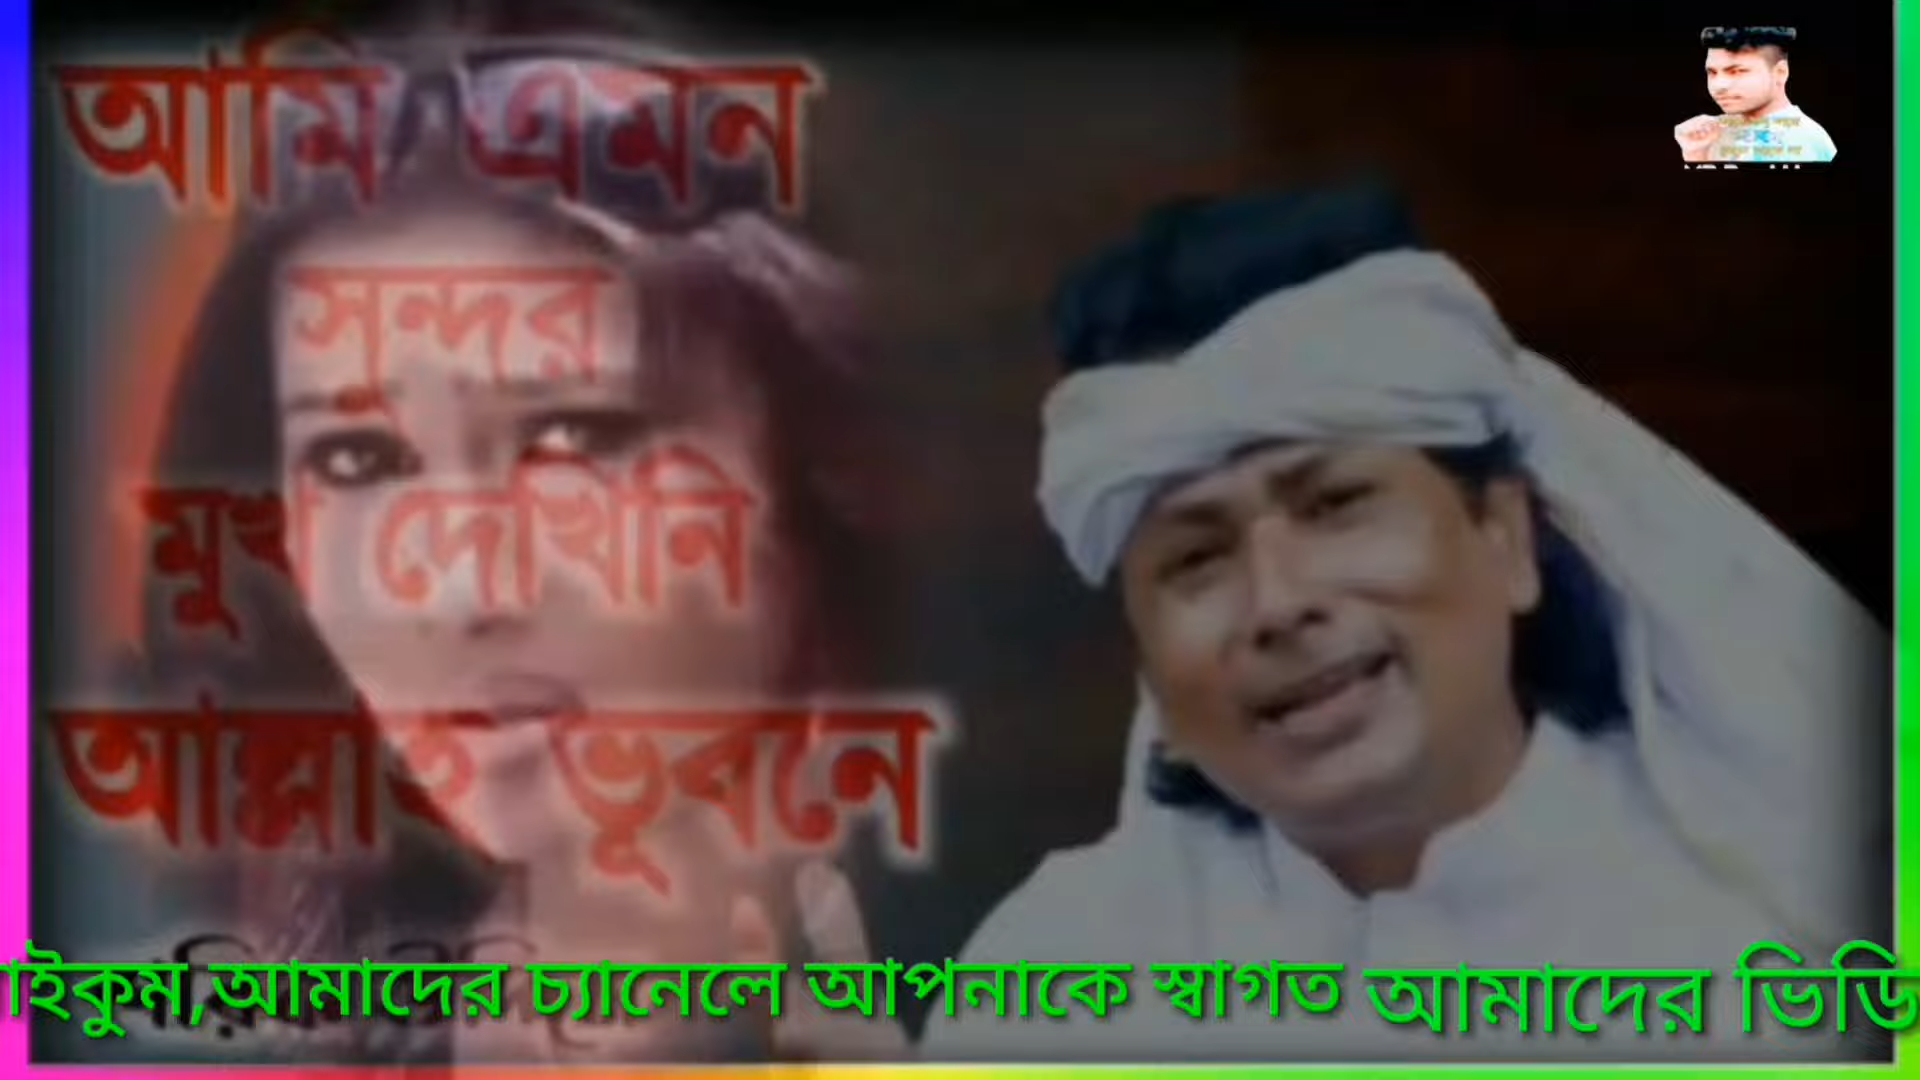 আমি এমন
সুন্দর
মুখ দেখিনি
আল্লাহ ভূবনে
াইকুম,আমাদের চ্যানেলে আপনাকে স্বাগত আমাদের ভিডি